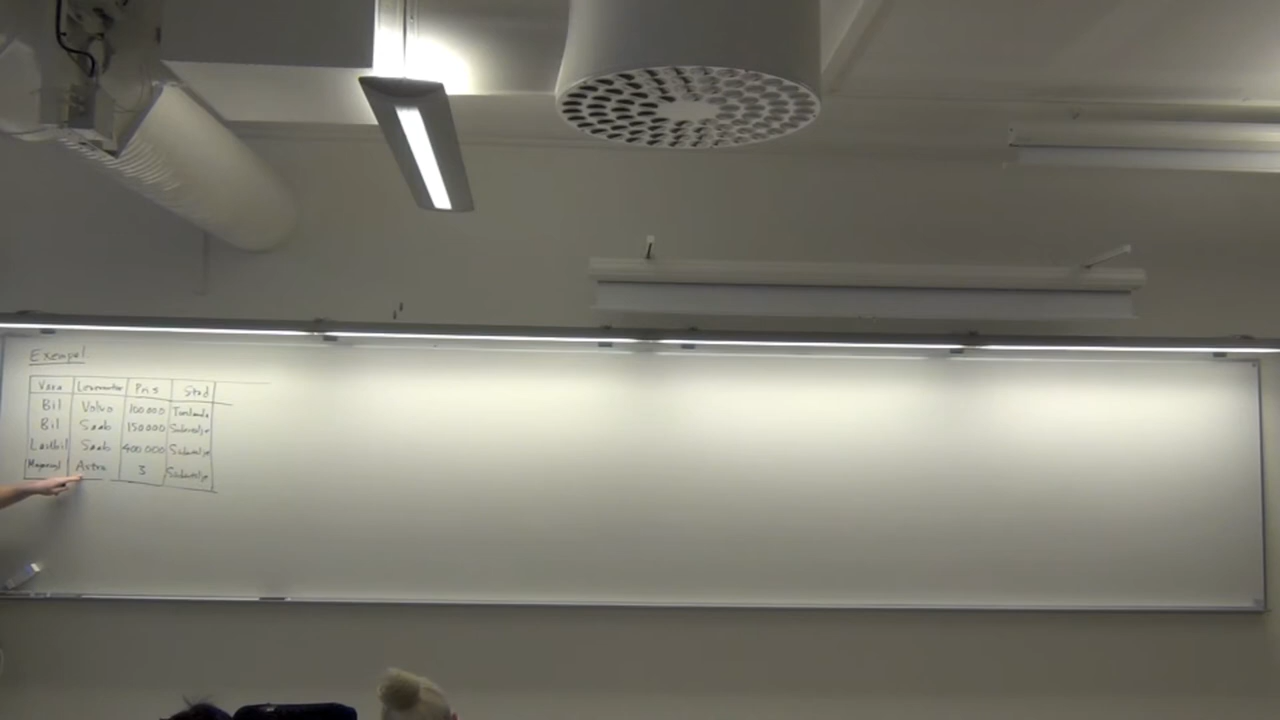 Exempel
Vara Leverantör Pris Stad
Bil Volvo 100 000
Bil Saab 150 000 Södertälje
Lastbil Saab 400 000 Södertälje
Astra 3 Södertälje